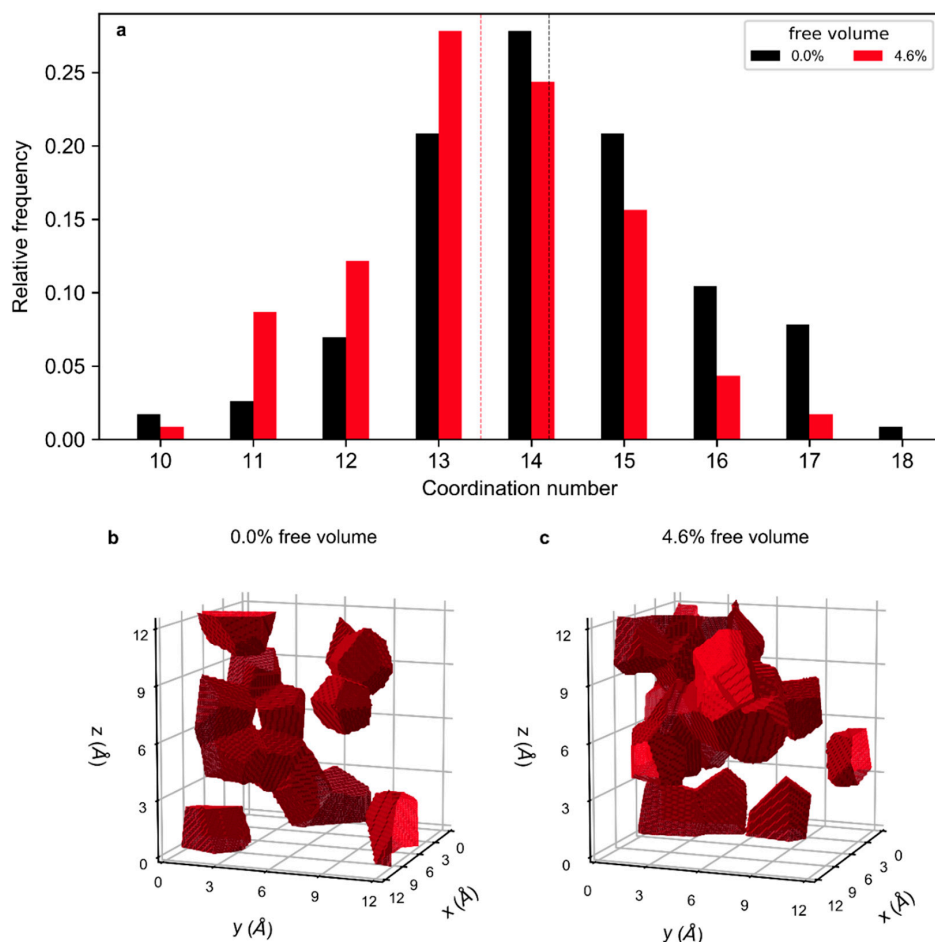 a
free volume
0.0% 4.6%
Relative frequency
0.25
0.20
0.15
0.10
0.05
0.00
10 11 12 13 14 15 16 17 18
Coordination number
b 0.0% free volume
c 4.6% free volume
12
9
6
3
0
z (Å)
0 3 6 9 12
y (Å)
12 9 6 3 0
x (Å)
12
9
6
3
0
z (Å)
0 3 6 9 12
y (Å)
12 9 6 3 0
x (Å)